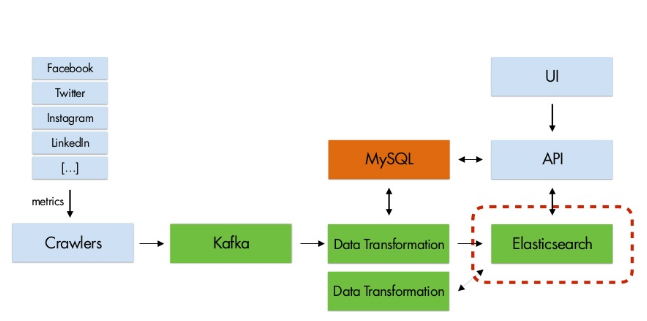 Facebook
Twitter
Instagram
LinkedIn
[...]
metrics
UI
MySQL
API
Crawlers
Kafka
Data Transformation
Elasticsearch
Data Transformation